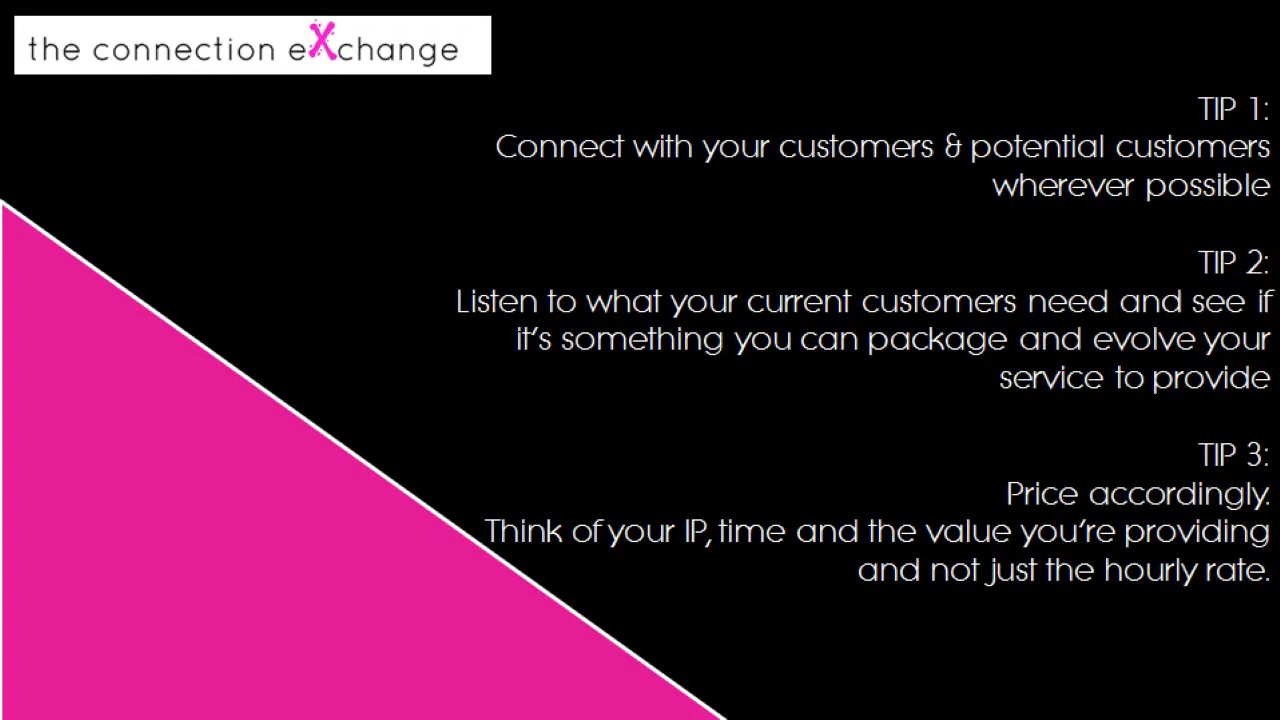 the connection eXchange
TIP 1:
Connect with your customers & potential customers
wherever possible
TIP 2:
Listen to what your current customers need and see if
it's something you can package and evolve your
service to provide
TIP 3:
Price accordingly.
Think of your IP, time and the value you're providing
and not just the hourly rate.